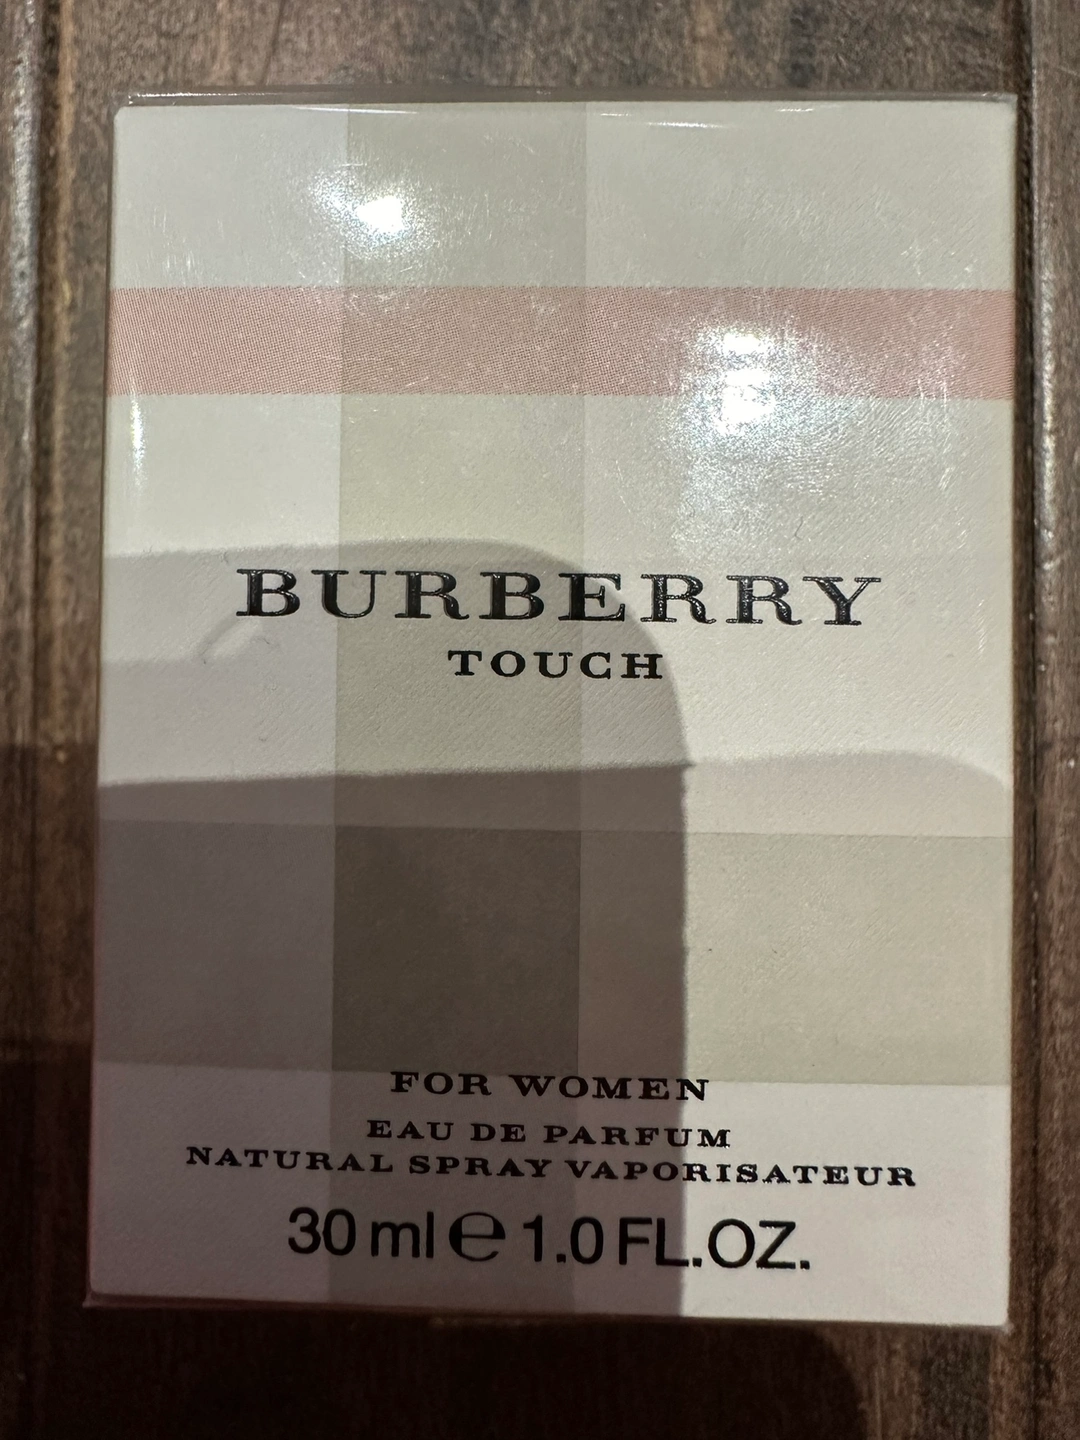 BURBERRY
TOUCH
FOR WOMEN
EAU DE PARFUM
NATURAL SPRAY VAPORISATEUR
30 ml ℮ 1.0 FL.OZ.